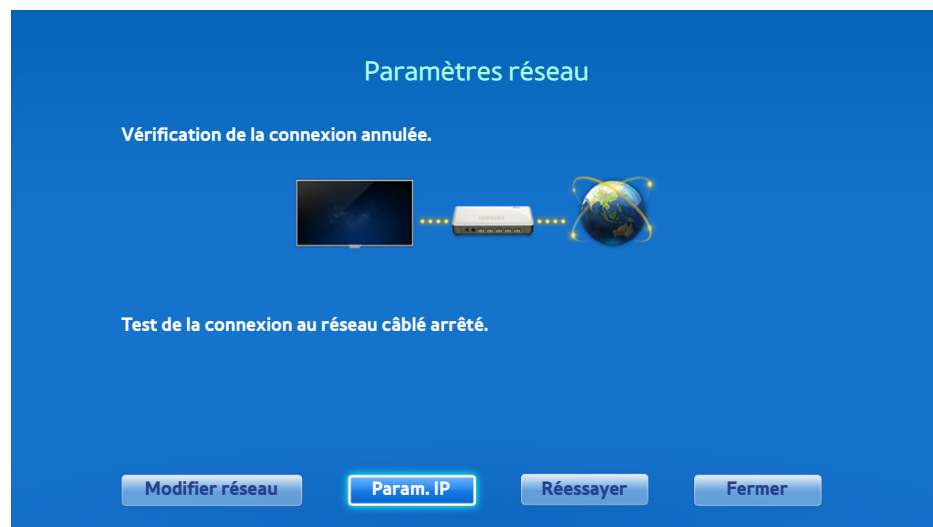 Paramètres réseau
Vérification de la connexion annulée.
SAMSUNG
Test de la connexion au réseau câblé arrêté.
Modifier réseau Param. IP Réessayer Fermer